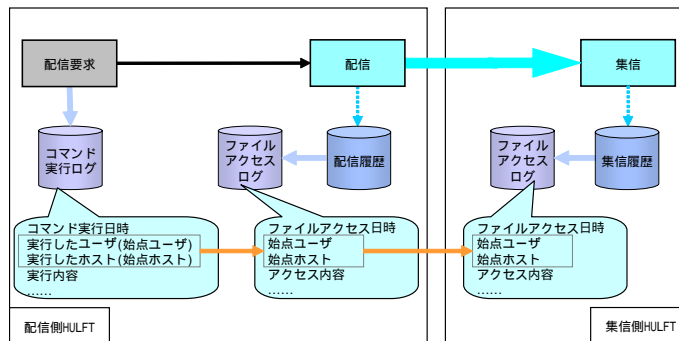 配信要求
配信
集信
コマンド
実行ログ
ファイル
アクセス
ログ
配信履歴
ファイル
アクセス
ログ
集信履歴
コマンド実行日時
実行したユーザ(始点ユーザ)
実行したホスト(始点ホスト)
実行内容
……
ファイルアクセス日時
始点ユーザ
始点ホスト
アクセス内容
……
ファイルアクセス日時
始点ユーザ
始点ホスト
アクセス内容
……
配信側HULFT
集信側HULFT